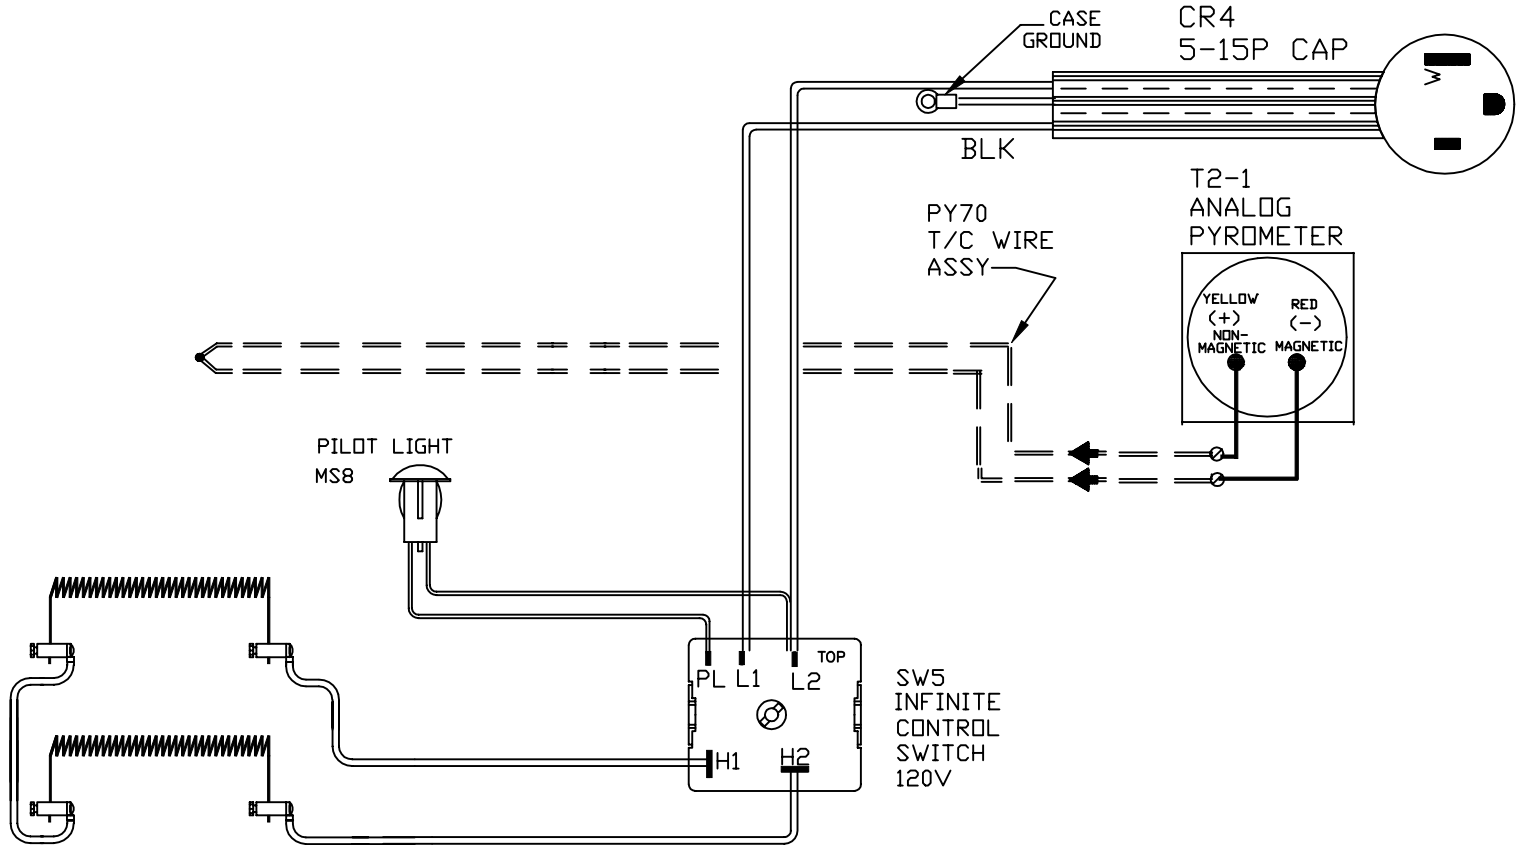 CASE
GROUND
CR4
5-15P CAP
W
BLK
T2-1
ANALOG
PYROMETER
PY70
T/C WIRE
ASSY
YELLOW
(+)
NON-
MAGNETIC
RED
(-)
MAGNETIC
PILOT LIGHT
MS8
PL
L1
L2
TOP
H1
H2
SW5
INFINITE
CONTROL
SWITCH
120V